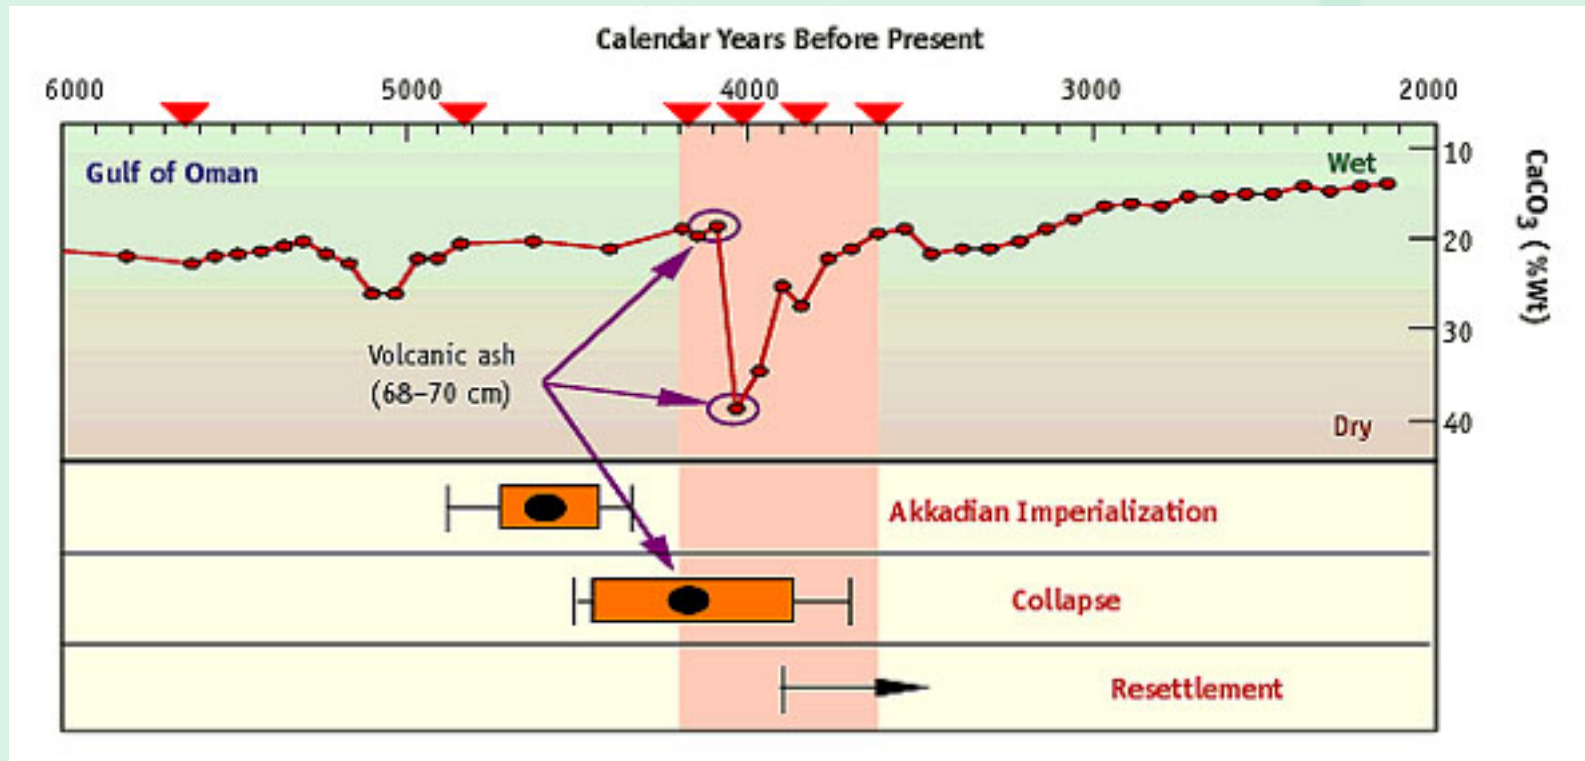 Calendar Years Before Present
6000 5000 4000 3000 2000
Gulf of Oman
Wet
10
20
30
40
CaCO₃ (%Wt)
Volcanic ash
(68–70 cm)
Dry
Akkadian Imperialization
Collapse
Resettlement